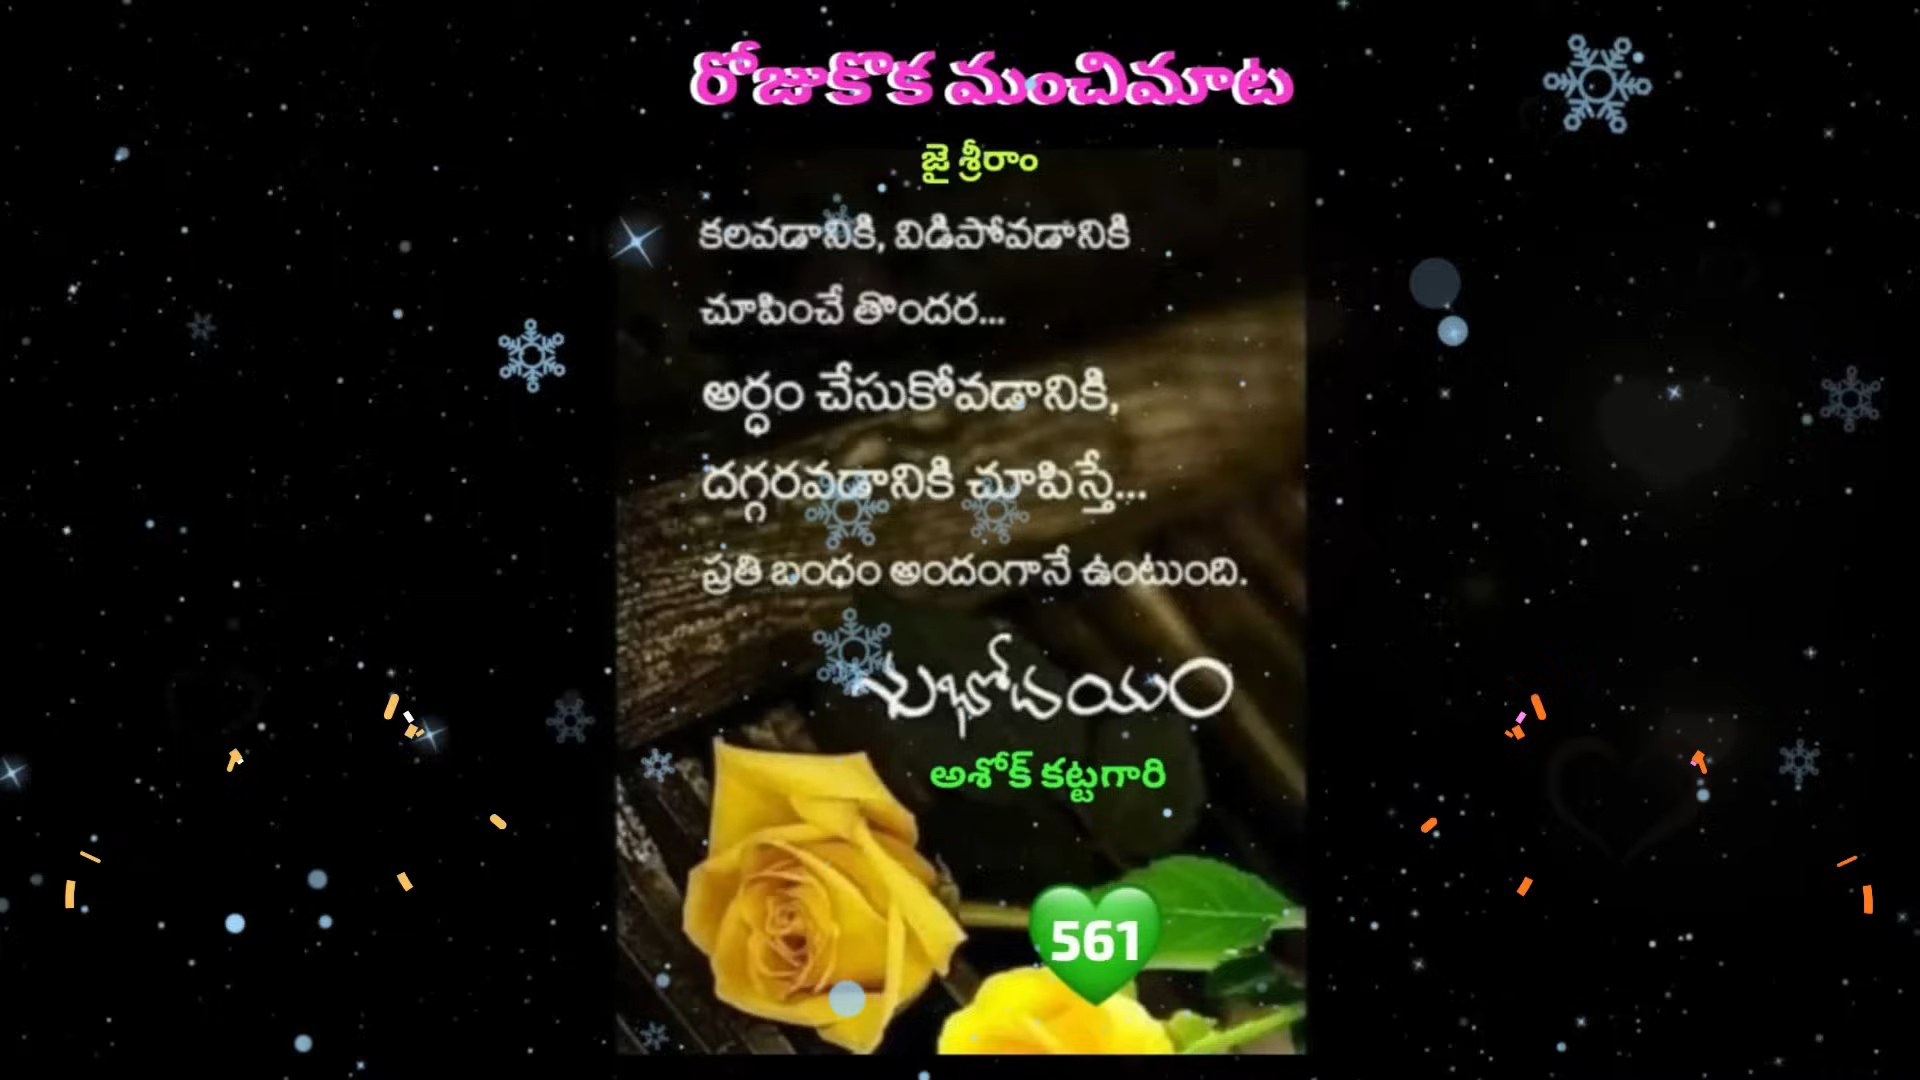 రోజుకొక మంచిమాట
జై శ్రీరాం
కలవడానికి, విడిపోవడానికి
చూపించే తొందర...
అర్ధం చేసుకోవడానికి,
దగ్గరవడానికి చూపిస్తే...
ప్రతి బంధం అందంగానే ఉంటుంది.
శుభోదయం
అశోక్ కట్టగారి
561